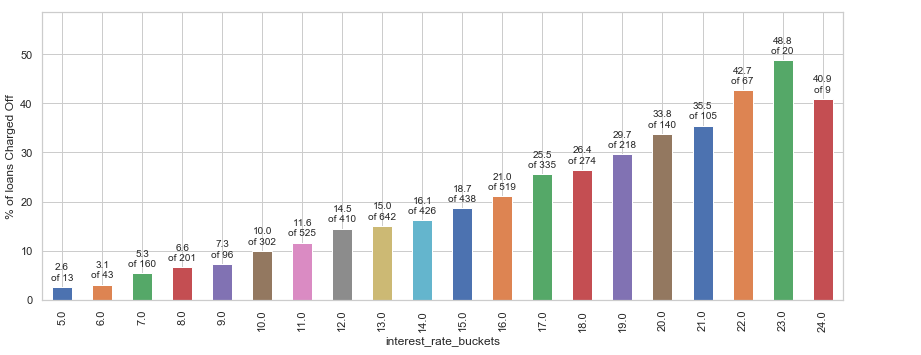 % of loans Charged Off
50
40
30
20
10
0
2.6
of 13
3.1
of 43
5.3
of 160
6.6
of 201
7.3
of 96
10.0
of 302
11.6
of 525
14.5
of 410
15.0
of 642
16.1
of 426
18.7
of 438
21.0
of 519
25.5
of 335
26.4
of 274
29.7
of 218
33.8
of 140
35.5
of 105
42.7
of 67
48.8
of 20
40.9
of 9
5.0
6.0
7.0
8.0
9.0
10.0
11.0
12.0
13.0
14.0
15.0
16.0
17.0
18.0
19.0
20.0
21.0
22.0
23.0
24.0
interest_rate_buckets